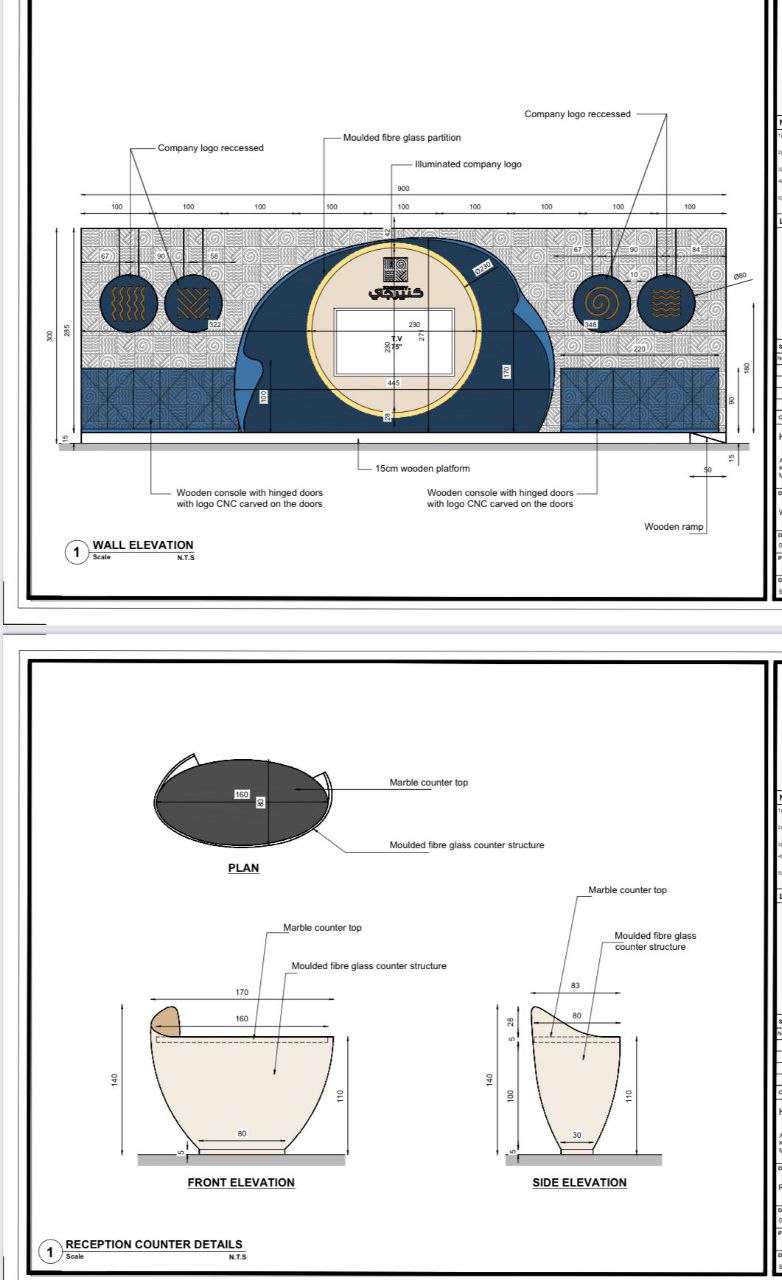 Company logo reccessed
Company logo reccessed
Moulded fibre glass partition
Illuminated company logo
900
100 100 100 100 100 100 100 100 100
42
67 90 58
67 90 84
10
Ø230
Ø80
كنيرجي
322
348
230
T.V
75"
230
271
220
300
285
180
445
170
100
90
28
15
15
50
15cm wooden platform
Wooden console with hinged doors
with logo CNC carved on the doors
Wooden console with hinged doors
with logo CNC carved on the doors
Wooden ramp
1 WALL ELEVATION
Scale N.T.S
160
80
Marble counter top
Moulded fibre glass counter structure
PLAN
Marble counter top
Moulded fibre glass counter structure
170
160
140
110
80
5
FRONT ELEVATION
Marble counter top
Moulded fibre glass
counter structure
83
80
28
5
140
100
110
30
5
SIDE ELEVATION
1 RECEPTION COUNTER DETAILS
Scale N.T.S